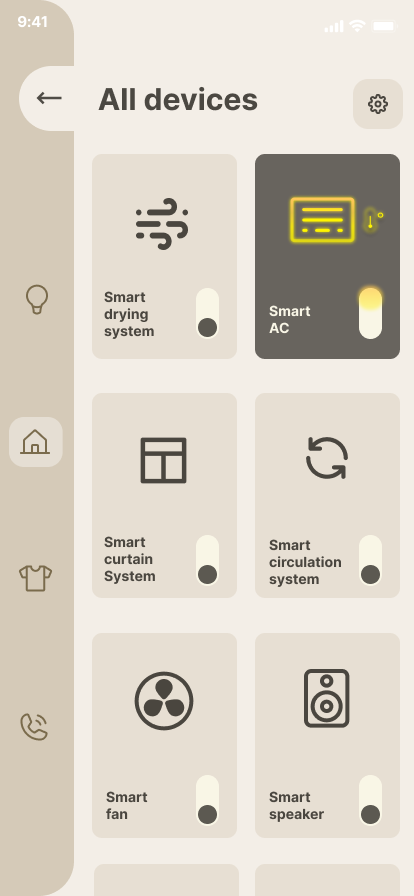 9:41
All devices
Smart
drying
system
Smart
AC
Smart
curtain
System
Smart
circulation
system
Smart
fan
Smart
speaker